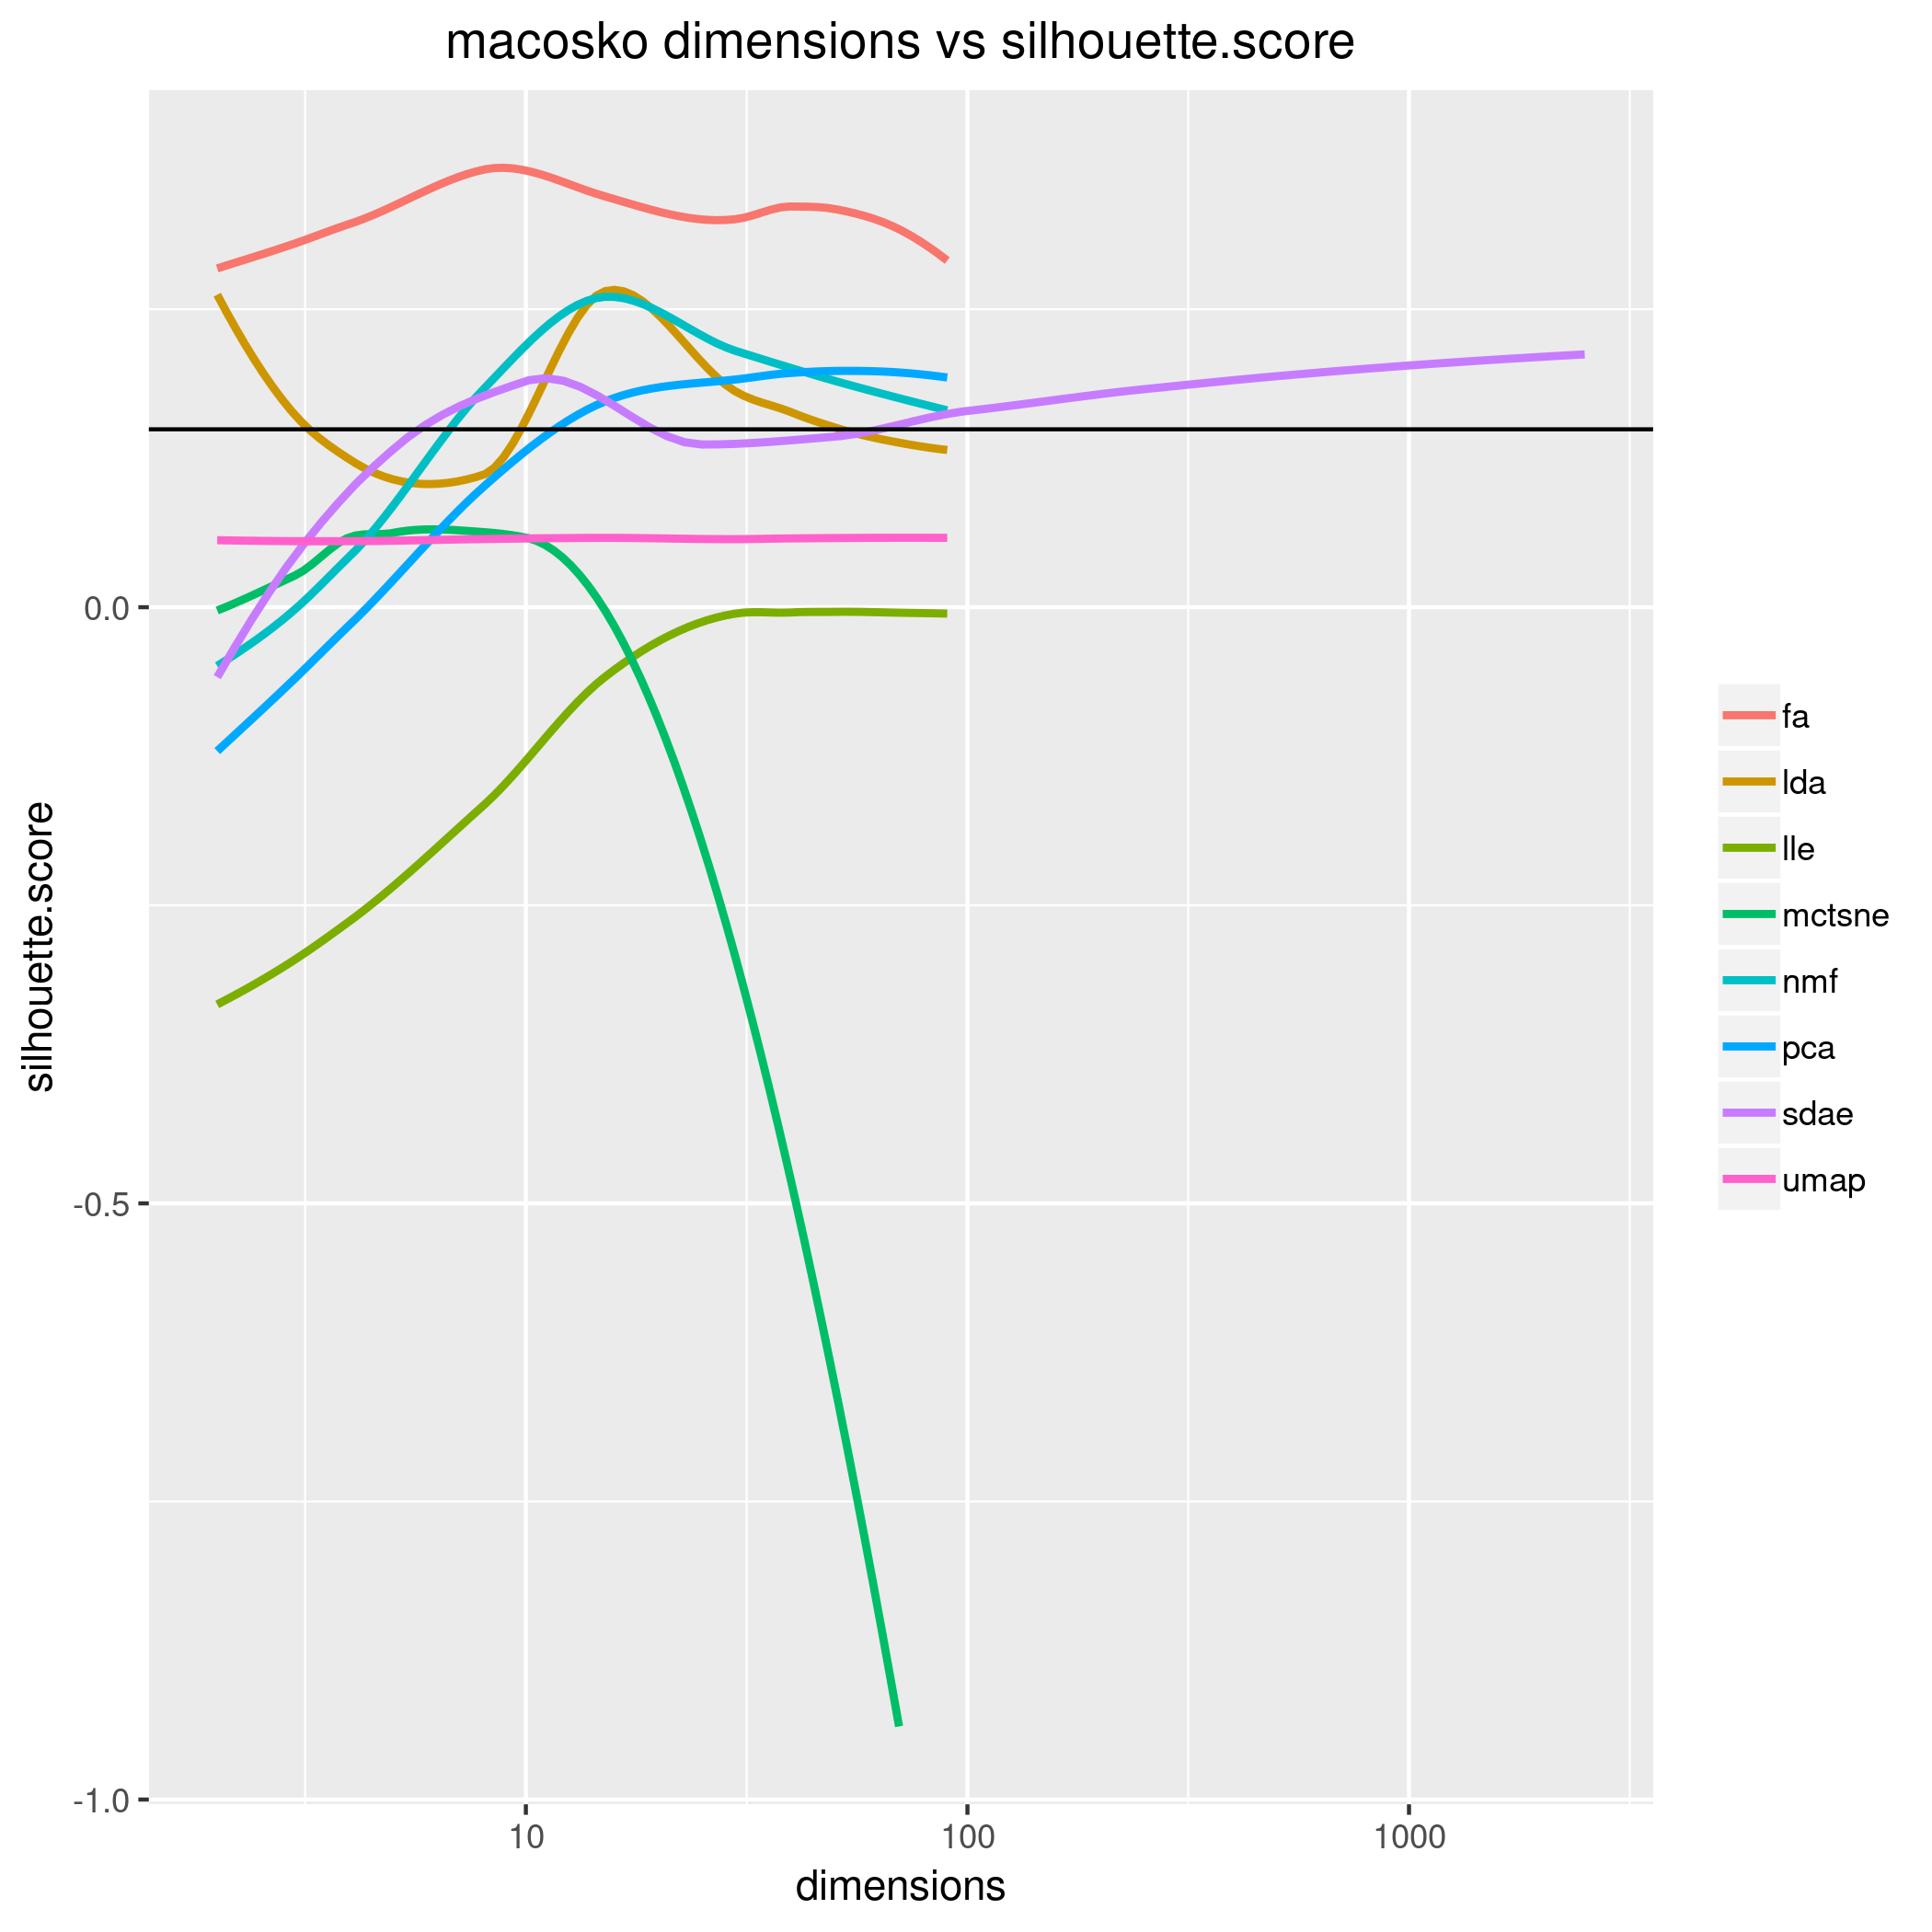 macosko dimensions vs silhouette.score
silhouette.score
0.0
-0.5
-1.0
10
100
1000
dimensions
fa
lda
lle
mctsne
nmf
pca
sdae
umap